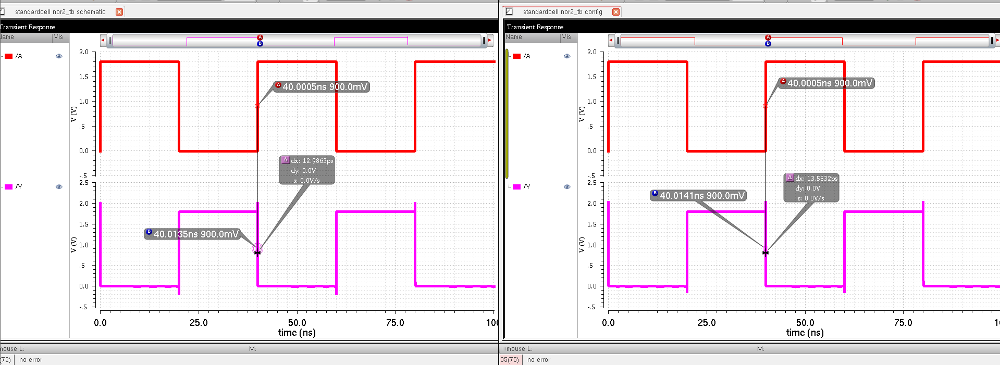 standardcell nor2_tb schematic
Transient Response
Name Vis
/A
2.0
1.5
1.0
.5
0.0
-.5
V (V)
A 40.0005ns 900.0mV
Δ dx: 12.9863ps
dy: 0.0V
s: 0.0V/s
/Y
2.5
2.0
1.5
1.0
.5
0.0
-.5
V (V)
B 40.0135ns 900.0mV
0.0 25.0 50.0 75.0 100
time (ns)
mouse L: M:
(72) no error
standardcell nor2_tb config
Transient Response
Name Vis
/A
2.0
1.5
1.0
.5
0.0
-.5
V (V)
A 40.0005ns 900.0mV
Δ dx: 13.5532ps
dy: 0.0V
s: 0.0V/s
/Y
2.5
2.0
1.5
1.0
.5
0.0
-.5
V (V)
B 40.0141ns 900.0mV
0.0 25.0 50.0 75.0 1
time (ns)
mouse L: M:
35(75) no error